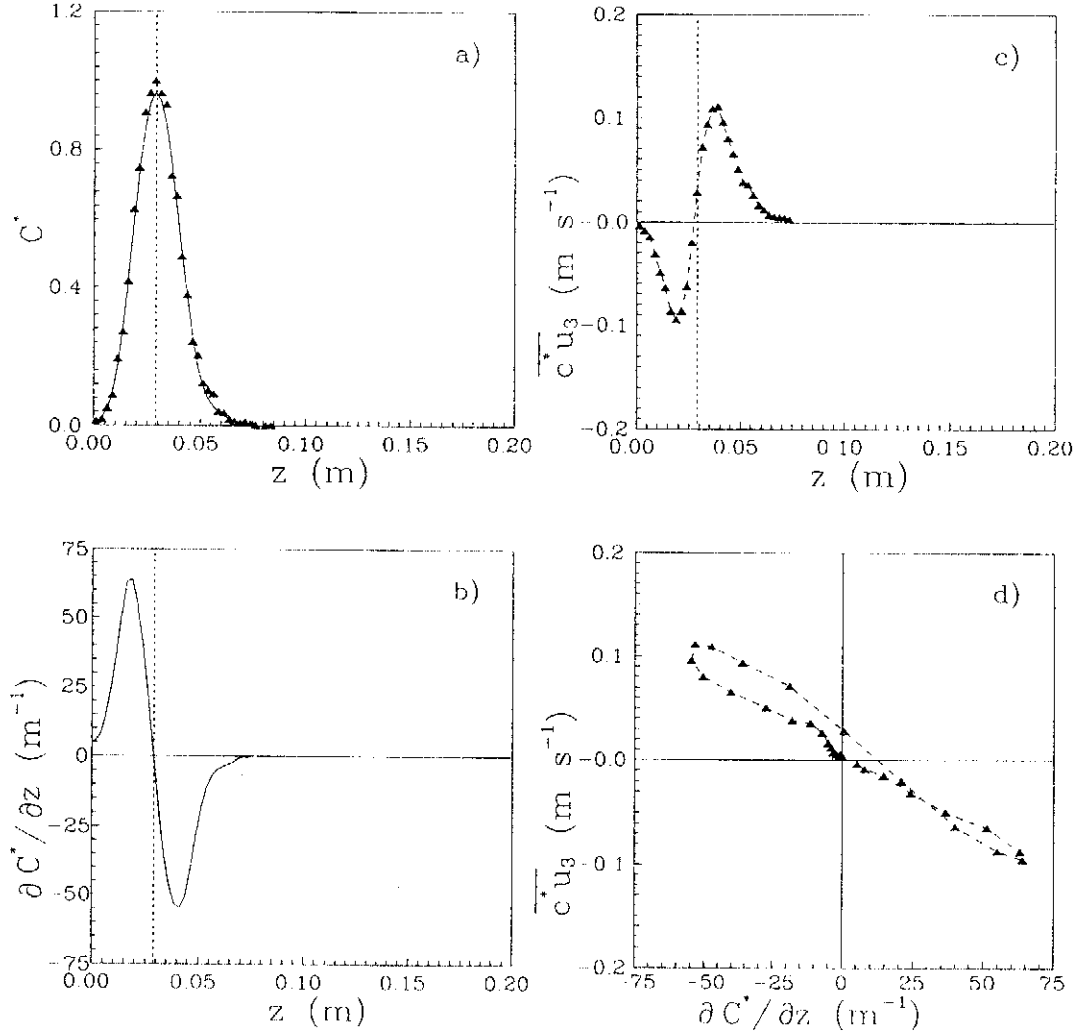 a)
1.2
0.8
0.4
0.0
C*
0.00 0.05 0.10 0.15 0.20
z (m)
c)
0.2
0.1
-0.0
-0.1
-0.2
c* u₃ (m s⁻¹)
0.00 0.05 0 10 0.15 0.20
z (m)
b)
75
50
25
0
-25
-50
-75
∂C*/∂z (m⁻¹)
0.00 0.05 0.10 0.15 0.20
z (m)
d)
0.2
0.1
-0.0
-0 1
-0.2
c* u₃ (m s⁻¹)
-75 -50 -25 0 25 50 75
∂C*/∂z (m⁻¹)